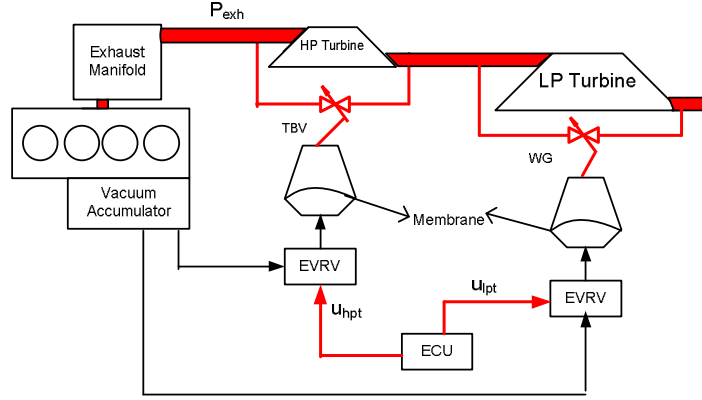 Pexh
Exhaust
Manifold
HP Turbine
LP Turbine
TBV
WG
Vacuum
Accumulator
Membrane
EVRV
uhpt
ulpt
EVRV
ECU